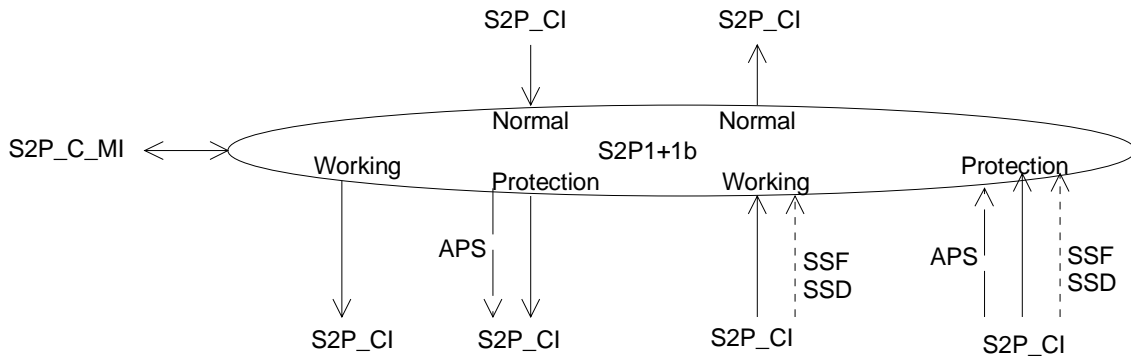 S2P_CI S2P_CI
Normal Normal
S2P_C_MI S2P1+1b
Working Protection Working Protection
APS SSF SSD APS SSF SSD
S2P_CI S2P_CI S2P_CI S2P_CI